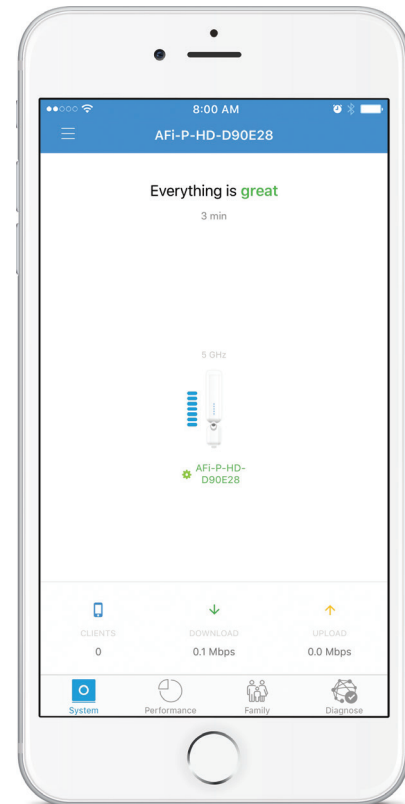 8:00 AM
AFi-P-HD-D90E28
Everything is great
3 min
5 GHz
AFi-P-HD-
D90E28
CLIENTS DOWNLOAD UPLOAD
0 0.1 Mbps 0.0 Mbps
System Performance Family Diagnose